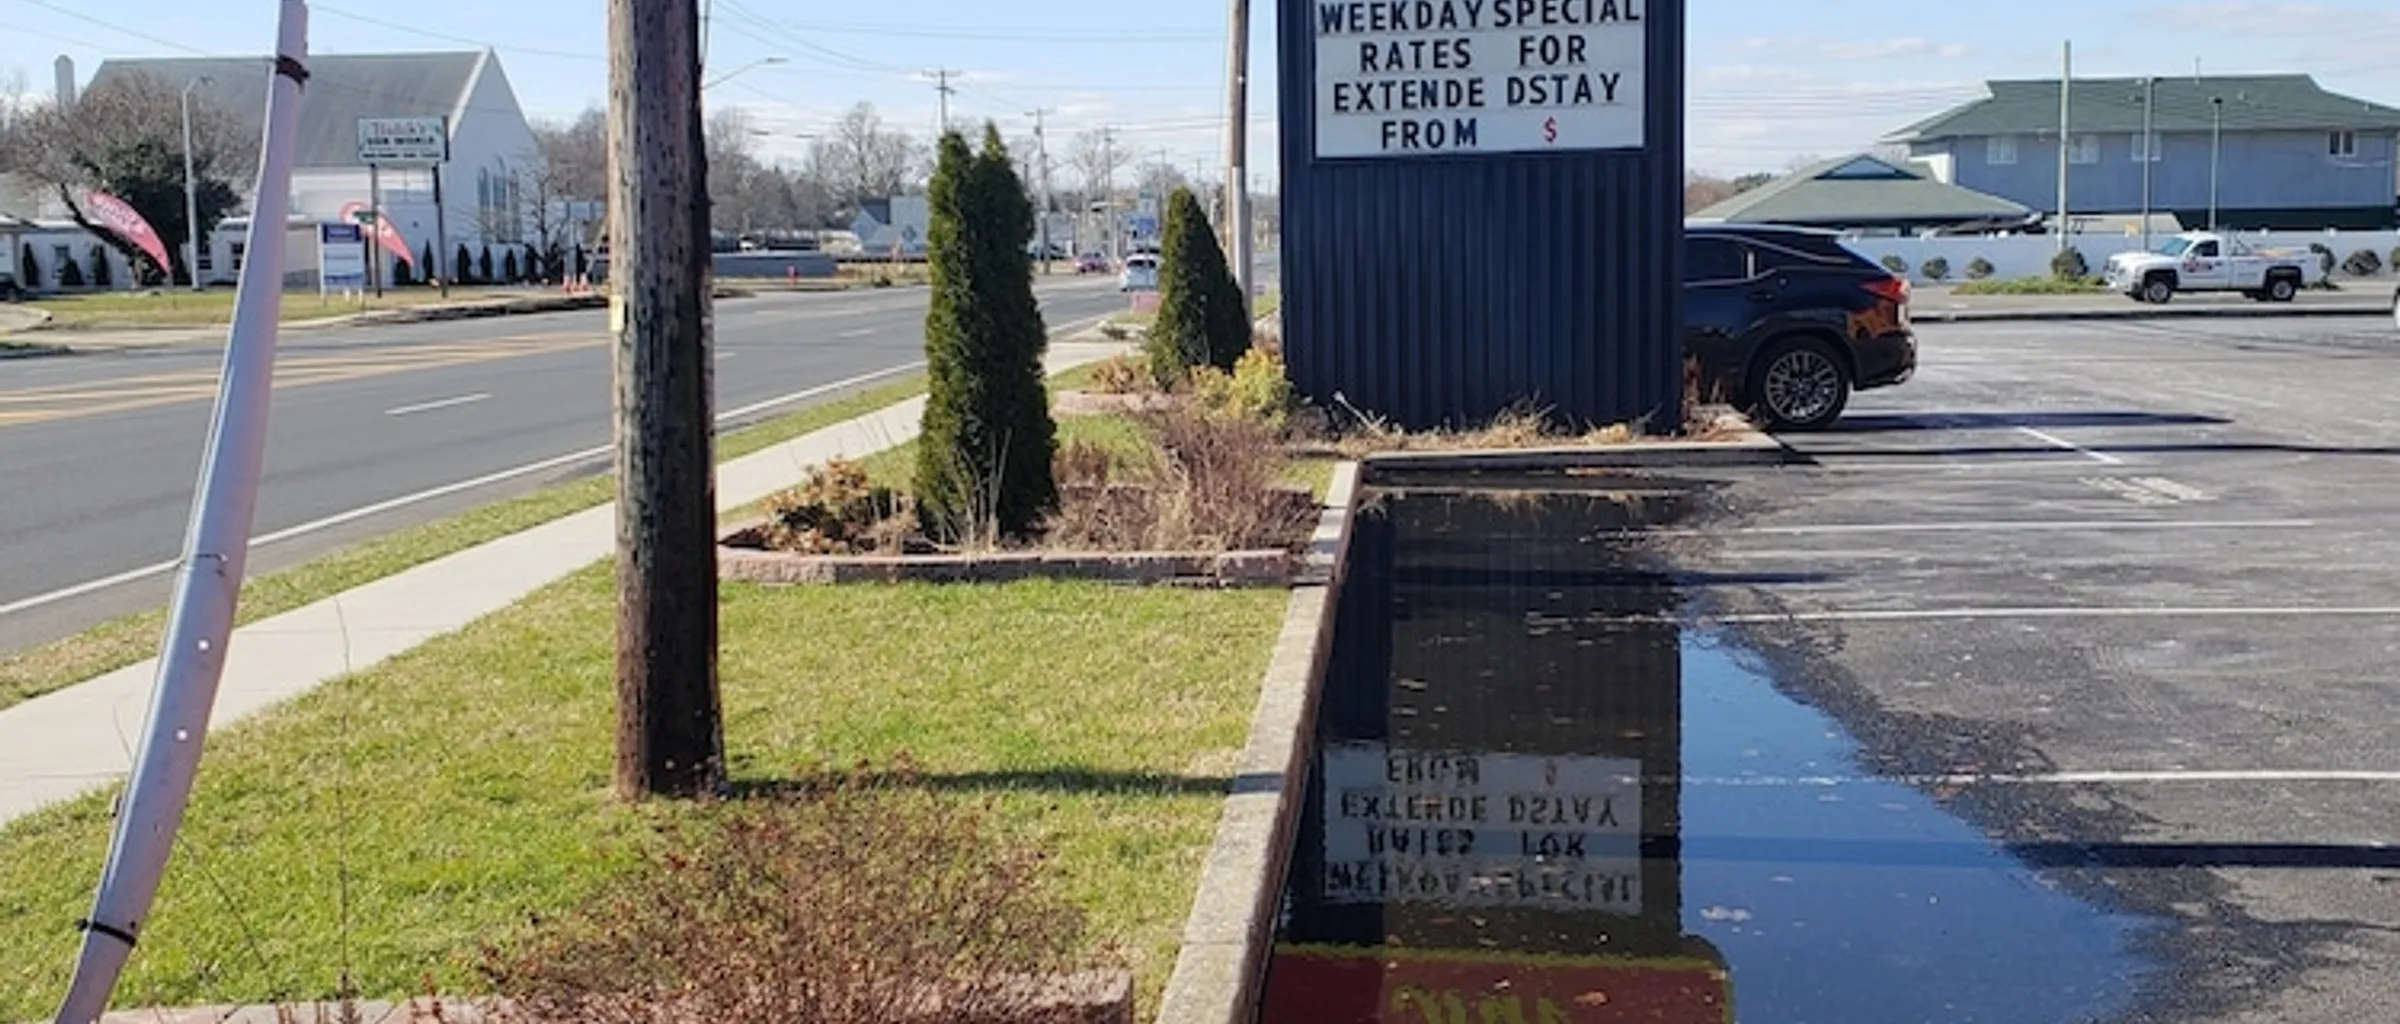 WEEKDAY SPECIAL
RATES FOR
EXTENDE DSTAY
FROM $